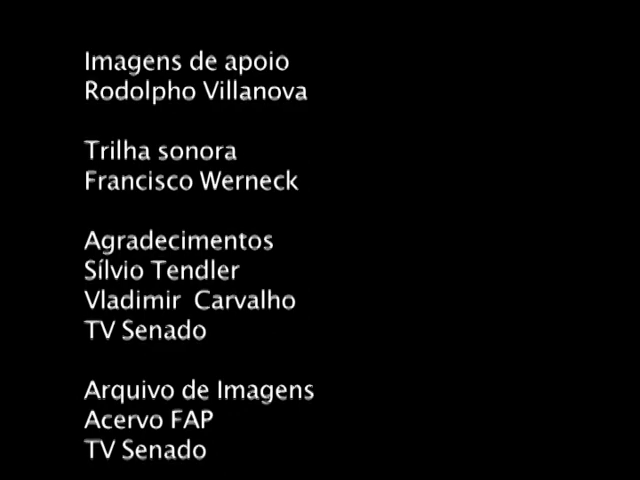 Imagens de apoio
Rodolpho Villanova
Trilha sonora
Francisco Werneck
Agradecimentos
Sílvio Tendler
Vladimir Carvalho
TV Senado
Arquivo de Imagens
Acervo FAP
TV Senado